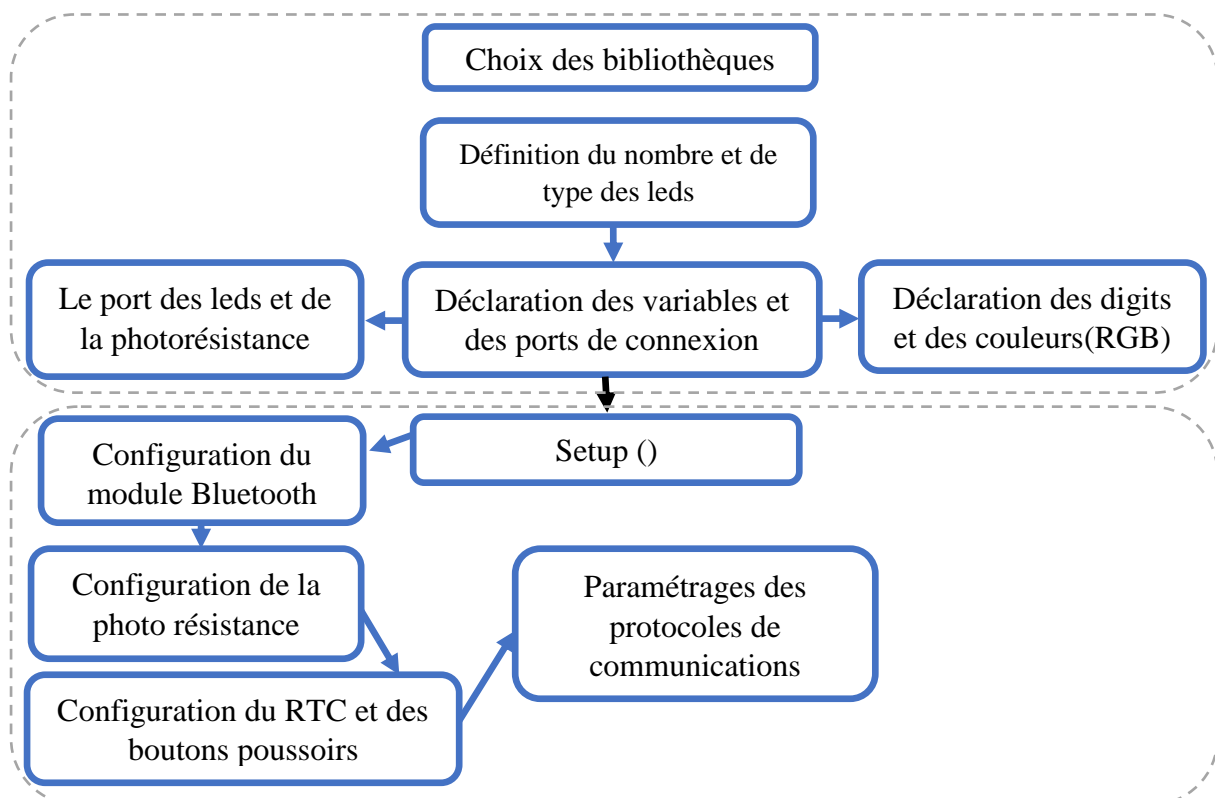 Choix des bibliothèques
Définition du nombre et de
type des leds
Le port des leds et de
la photorésistance
Déclaration des variables et
des ports de connexion
Déclaration des digits
et des couleurs(RGB)
Setup ()
Configuration du
module Bluetooth
Configuration de la
photo résistance
Configuration du RTC et des
boutons poussoirs
Paramétrages des
protocoles de
communications